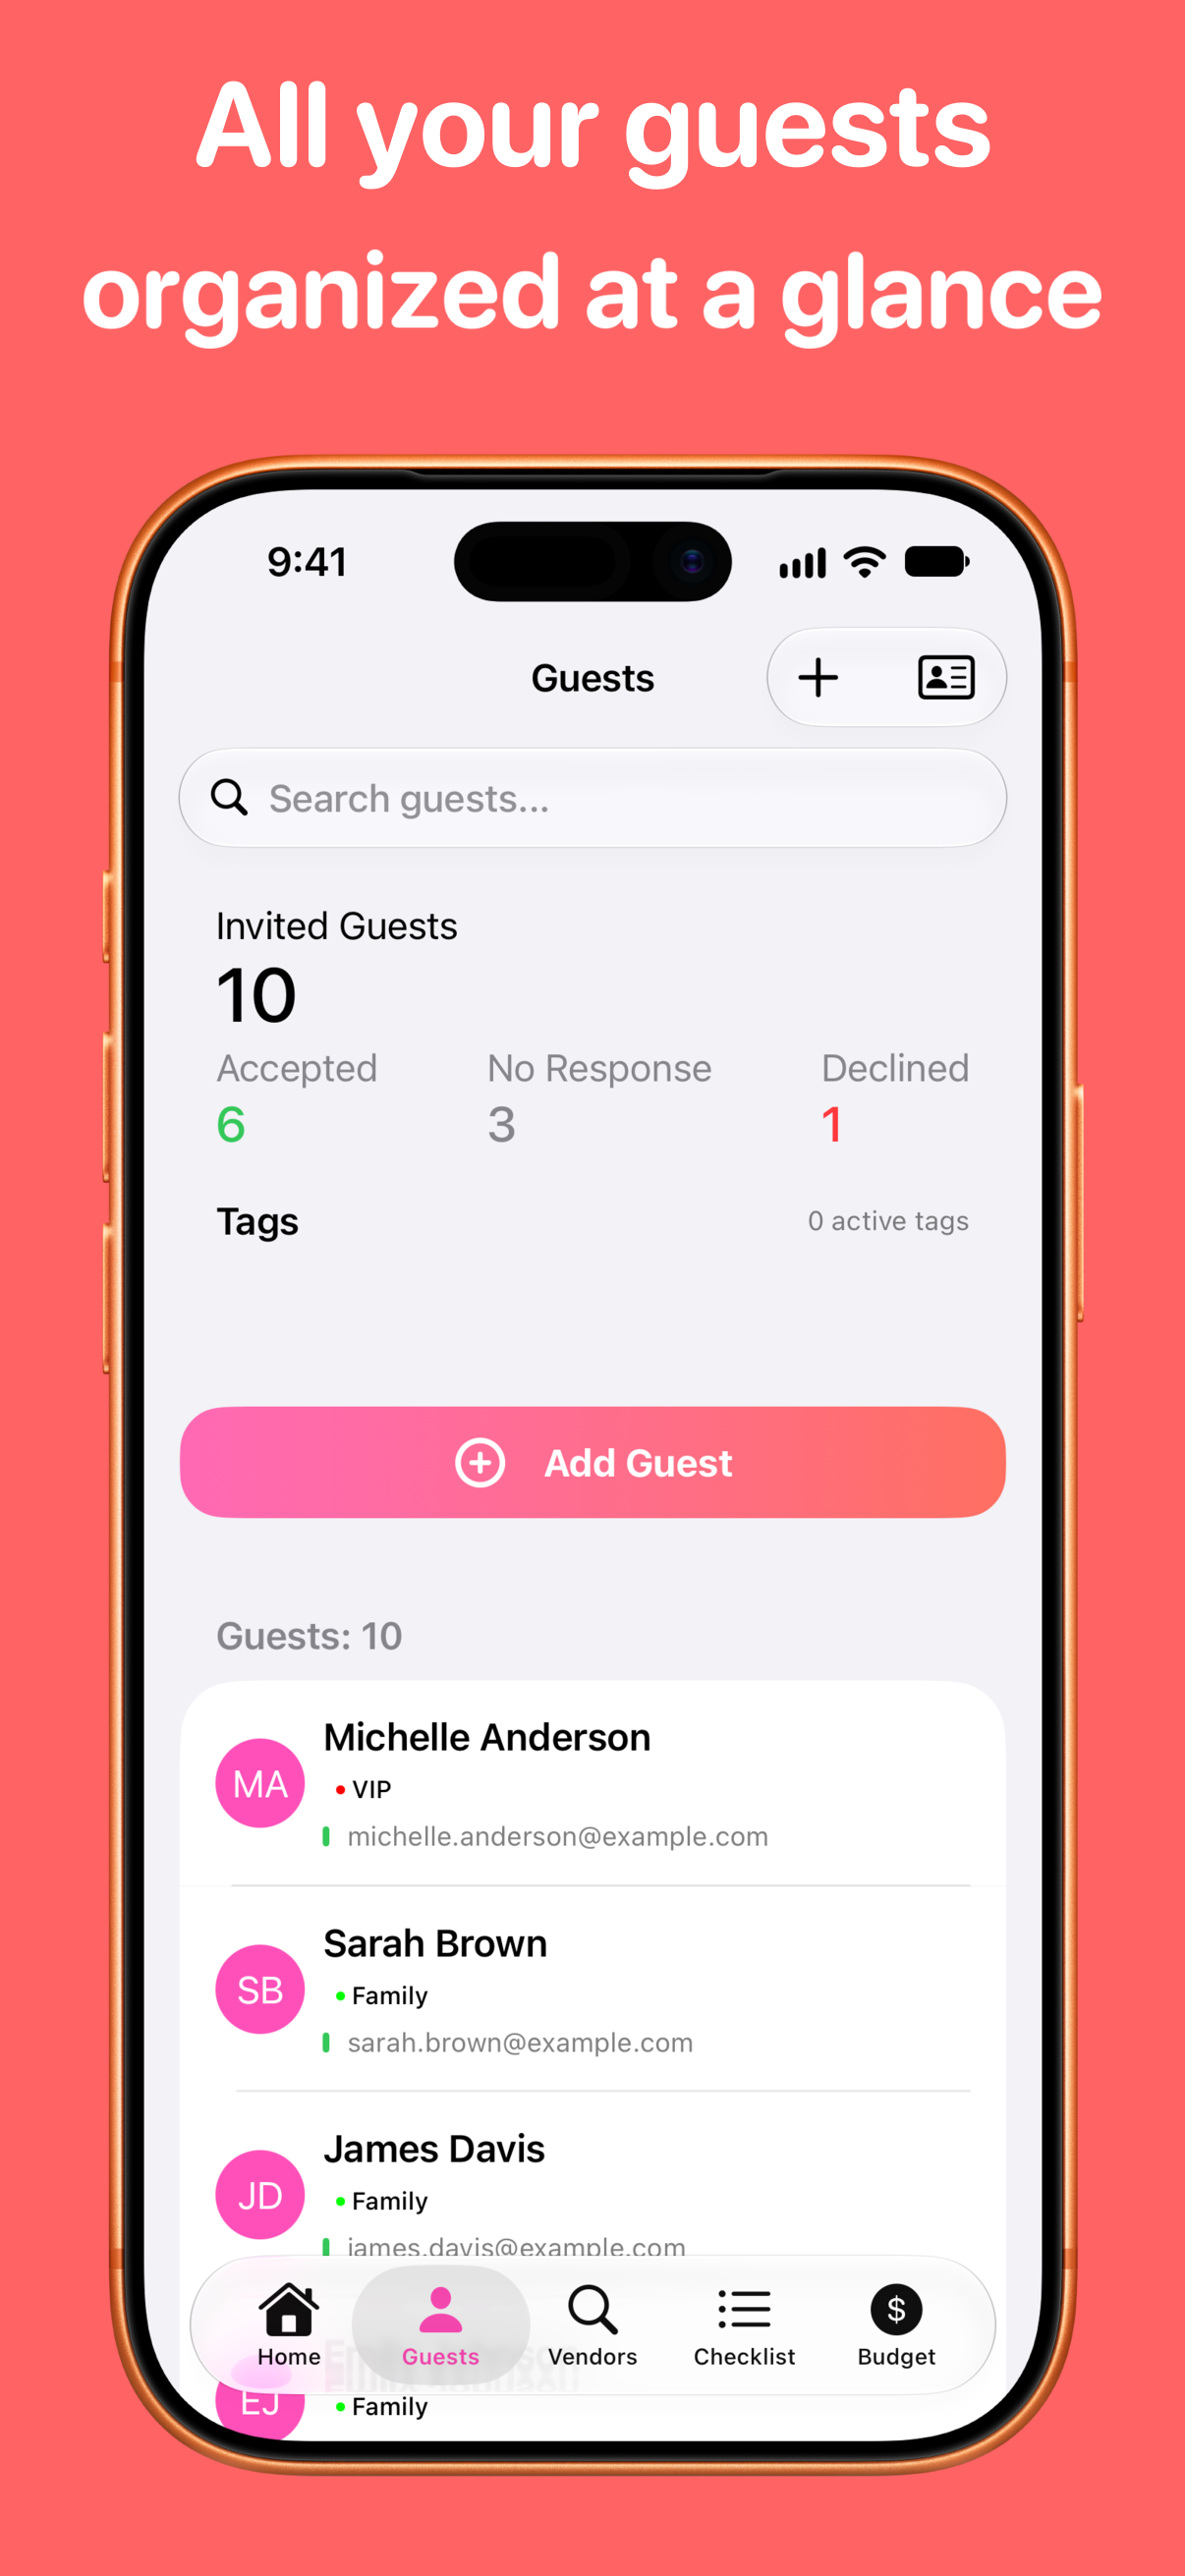 All your guests
organized at a glance
9:41
Guests
Search guests...
Invited Guests
10
Accepted No Response Declined
6 3 1
Tags 0 active tags
Add Guest
Guests: 10
MA
Michelle Anderson
VIP
michelle.anderson@example.com
SB
Sarah Brown
Family
sarah.brown@example.com
JD
James Davis
Family
james.davis@example.com
Home Guests Vendors Checklist Budget
EJ
Family